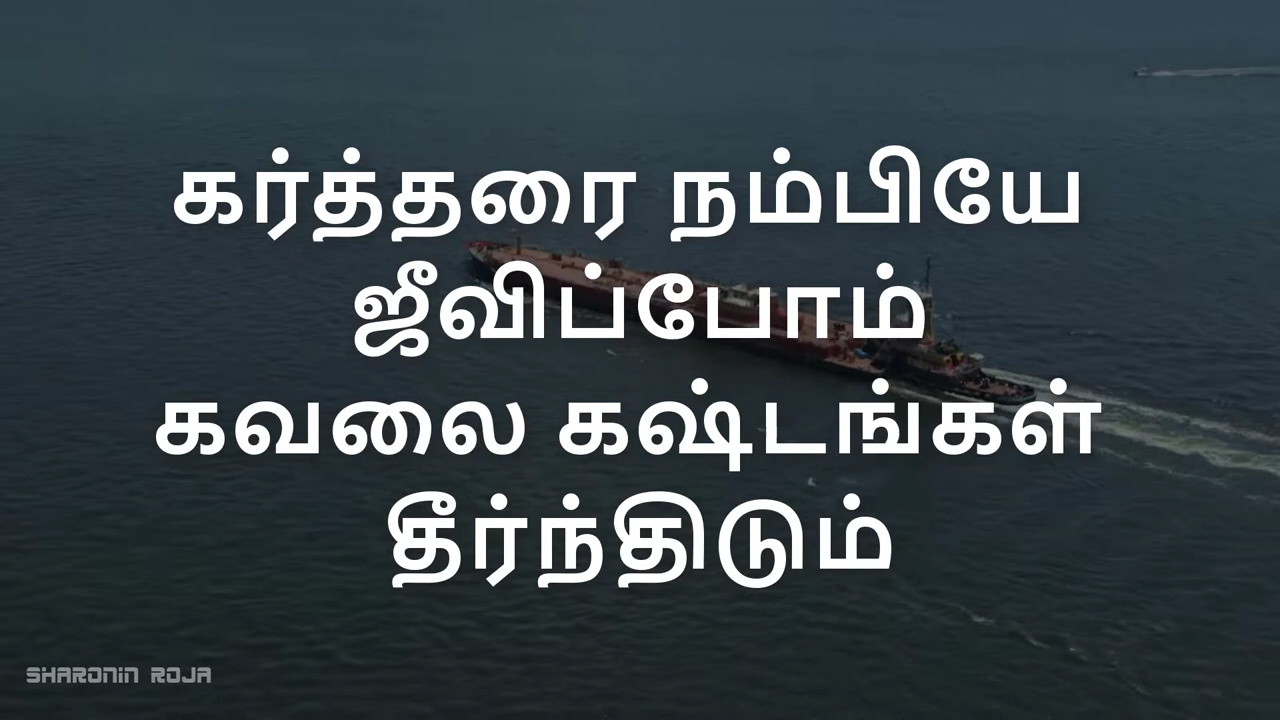 கர்த்தரை நம்பியே
ஜீவிப்போம்
கவலை கஷ்டங்கள்
தீர்ந்திடும்
SHARONIN ROJA